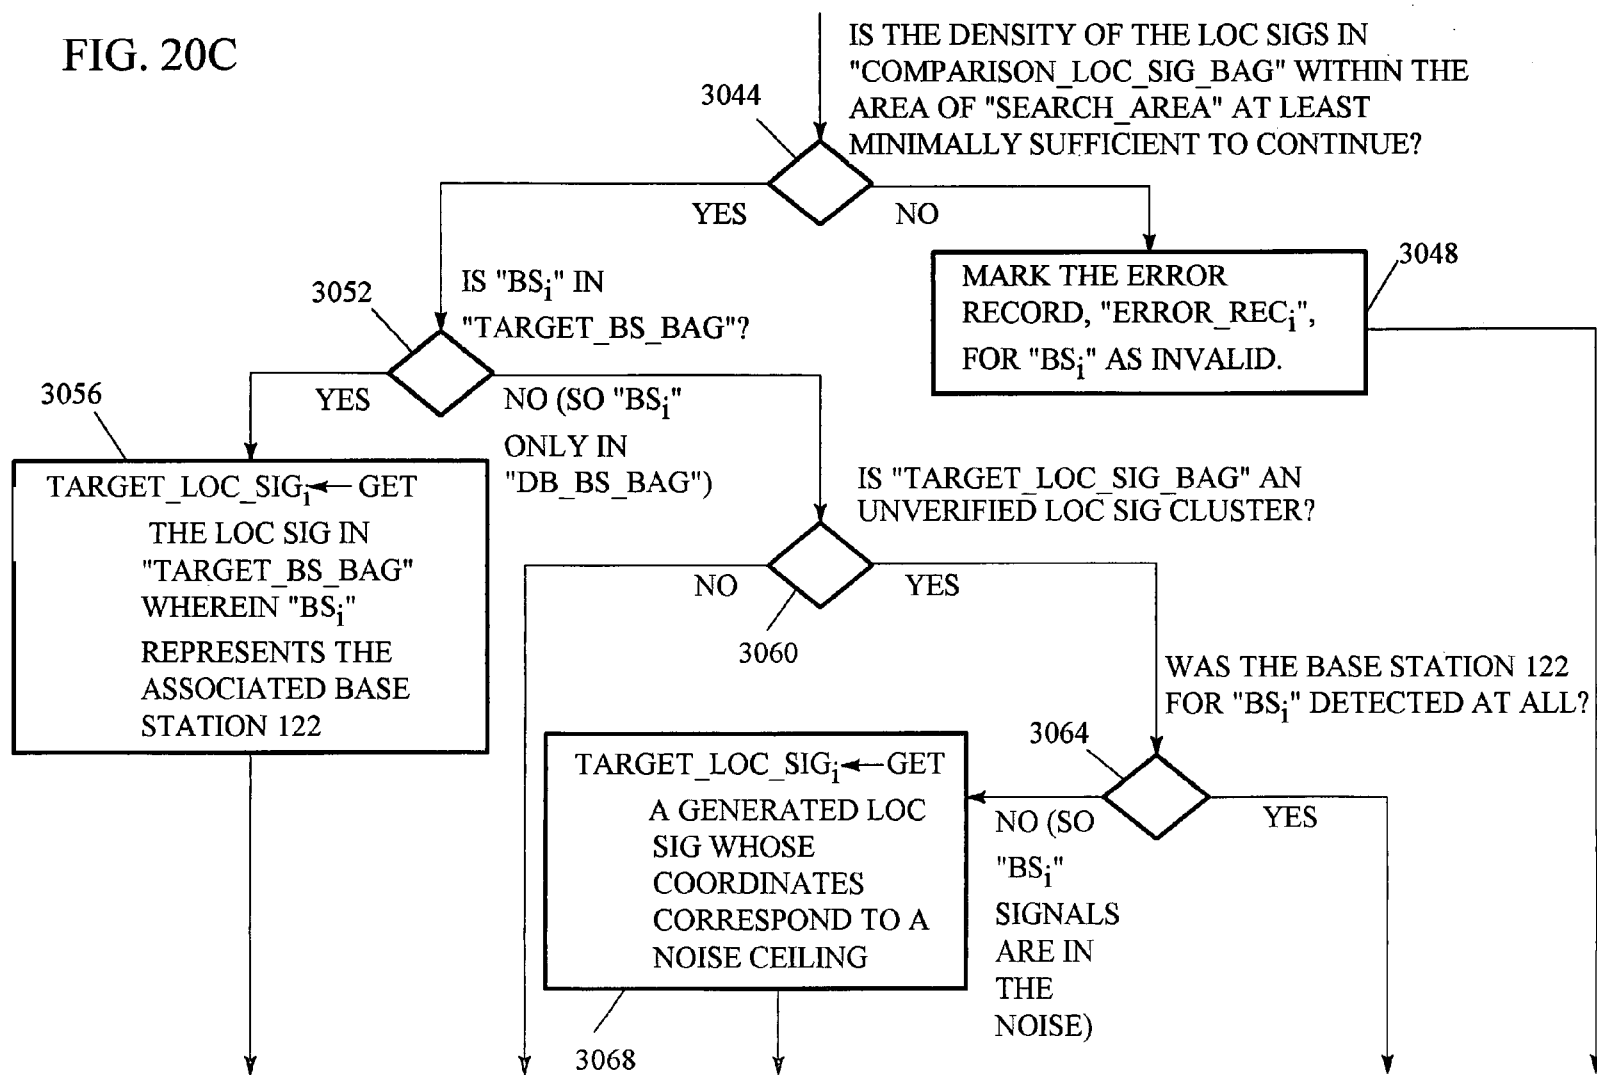 FIG. 20C
IS THE DENSITY OF THE LOC SIGS IN
"COMPARISON_LOC_SIG_BAG" WITHIN THE
AREA OF "SEARCH_AREA" AT LEAST
MINIMALLY SUFFICIENT TO CONTINUE?
3044
YES
NO
3048
MARK THE ERROR
RECORD, "ERROR_RECi",
FOR "BSi" AS INVALID.
IS "BSi" IN
"TARGET_BS_BAG"?
3052
YES
NO (SO "BSi"
ONLY IN
"DB_BS_BAG")
3056
TARGET_LOC_SIGi←GET
THE LOC SIG IN
"TARGET_BS_BAG"
WHEREIN "BSi"
REPRESENTS THE
ASSOCIATED BASE
STATION 122
IS "TARGET_LOC_SIG_BAG" AN
UNVERIFIED LOC SIG CLUSTER?
NO
YES
3060
WAS THE BASE STATION 122
FOR "BSi" DETECTED AT ALL?
3064
NO (SO
"BSi"
SIGNALS
ARE IN
THE
NOISE)
YES
TARGET_LOC_SIGi←GET
A GENERATED LOC
SIG WHOSE
COORDINATES
CORRESPOND TO A
NOISE CEILING
3068